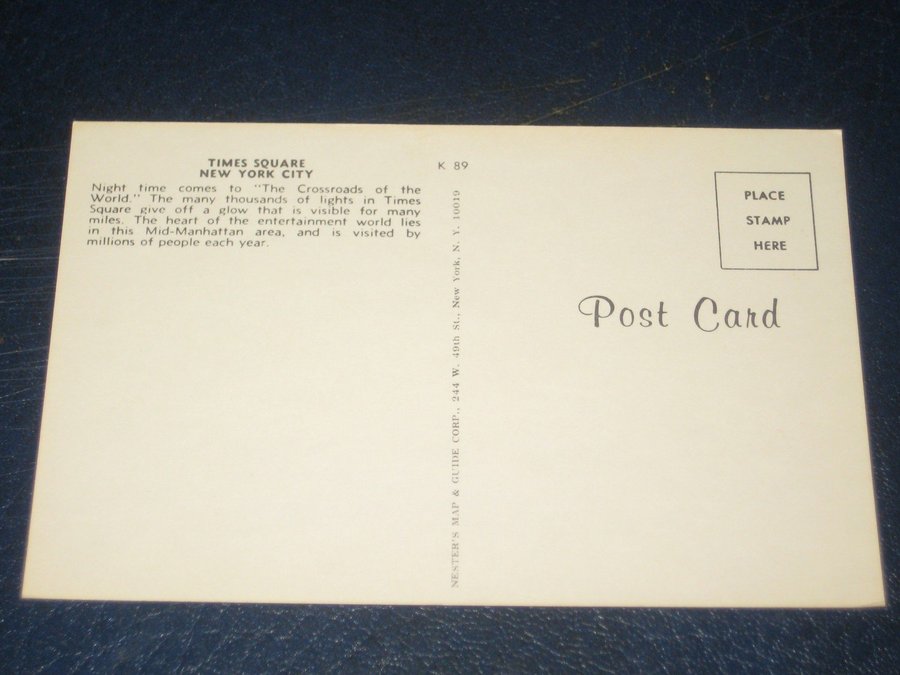 TIMES SQUARE
NEW YORK CITY
Night time comes to "The Crossroads of the
World." The many thousands of lights in Times
Square give off a glow that is visible for many
miles. The heart of the entertainment world lies
in this Mid-Manhattan area, and is visited by
millions of people each year.
K 89
NESTER'S MAP & GUIDE CORP., 244 W. 49th St., New York, N. Y. 10019
PLACE
STAMP
HERE
Post Card